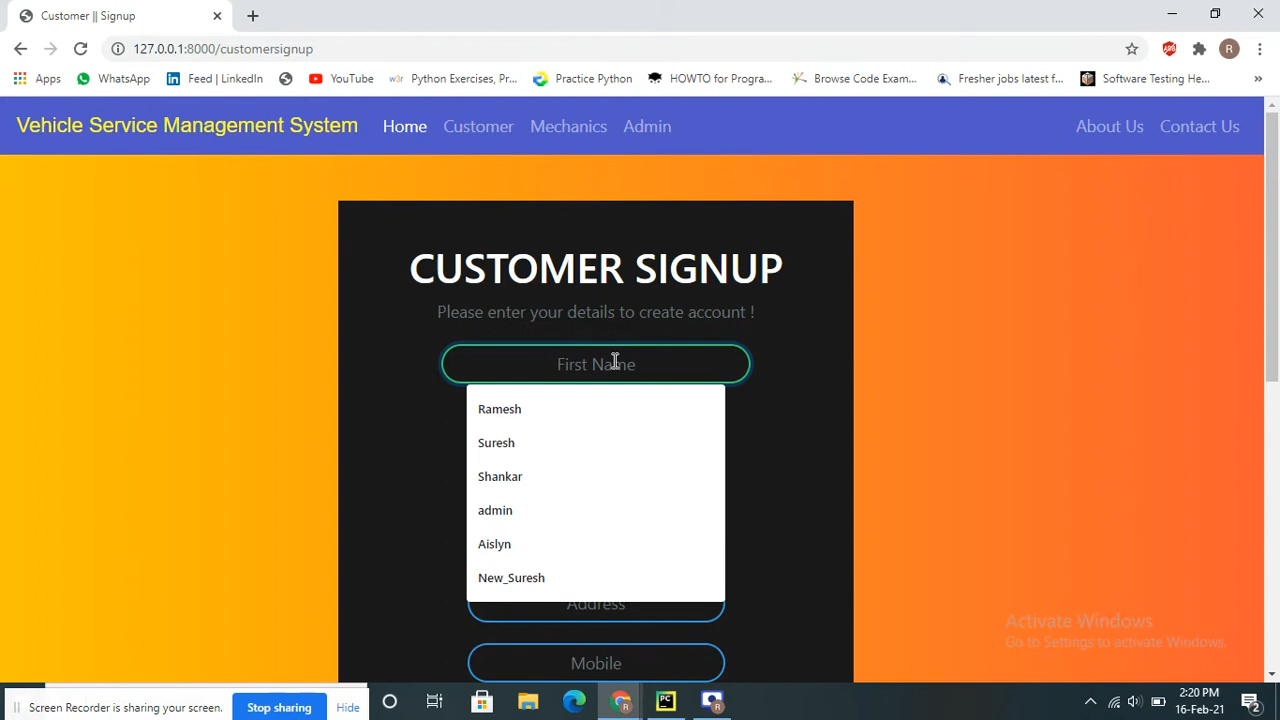 Customer || Signup
127.0.0.1:8000/customersignup
Apps WhatsApp Feed | LinkedIn YouTube w3r Python Exercises, Pr... Practice Python HOWTO for Progra... Browse Code Exam... Fresher jobs latest f... Software Testing He... »
Vehicle Service Management System Home Customer Mechanics Admin About Us Contact Us
CUSTOMER SIGNUP
Please enter your details to create account !
First Name
Ramesh
Suresh
Shankar
admin
Aislyn
New_Suresh
Address
Mobile
Activate Windows
Go to Settings to activate Windows.
Screen Recorder is sharing your screen. Stop sharing Hide
2:20 PM
16-Feb-21
2